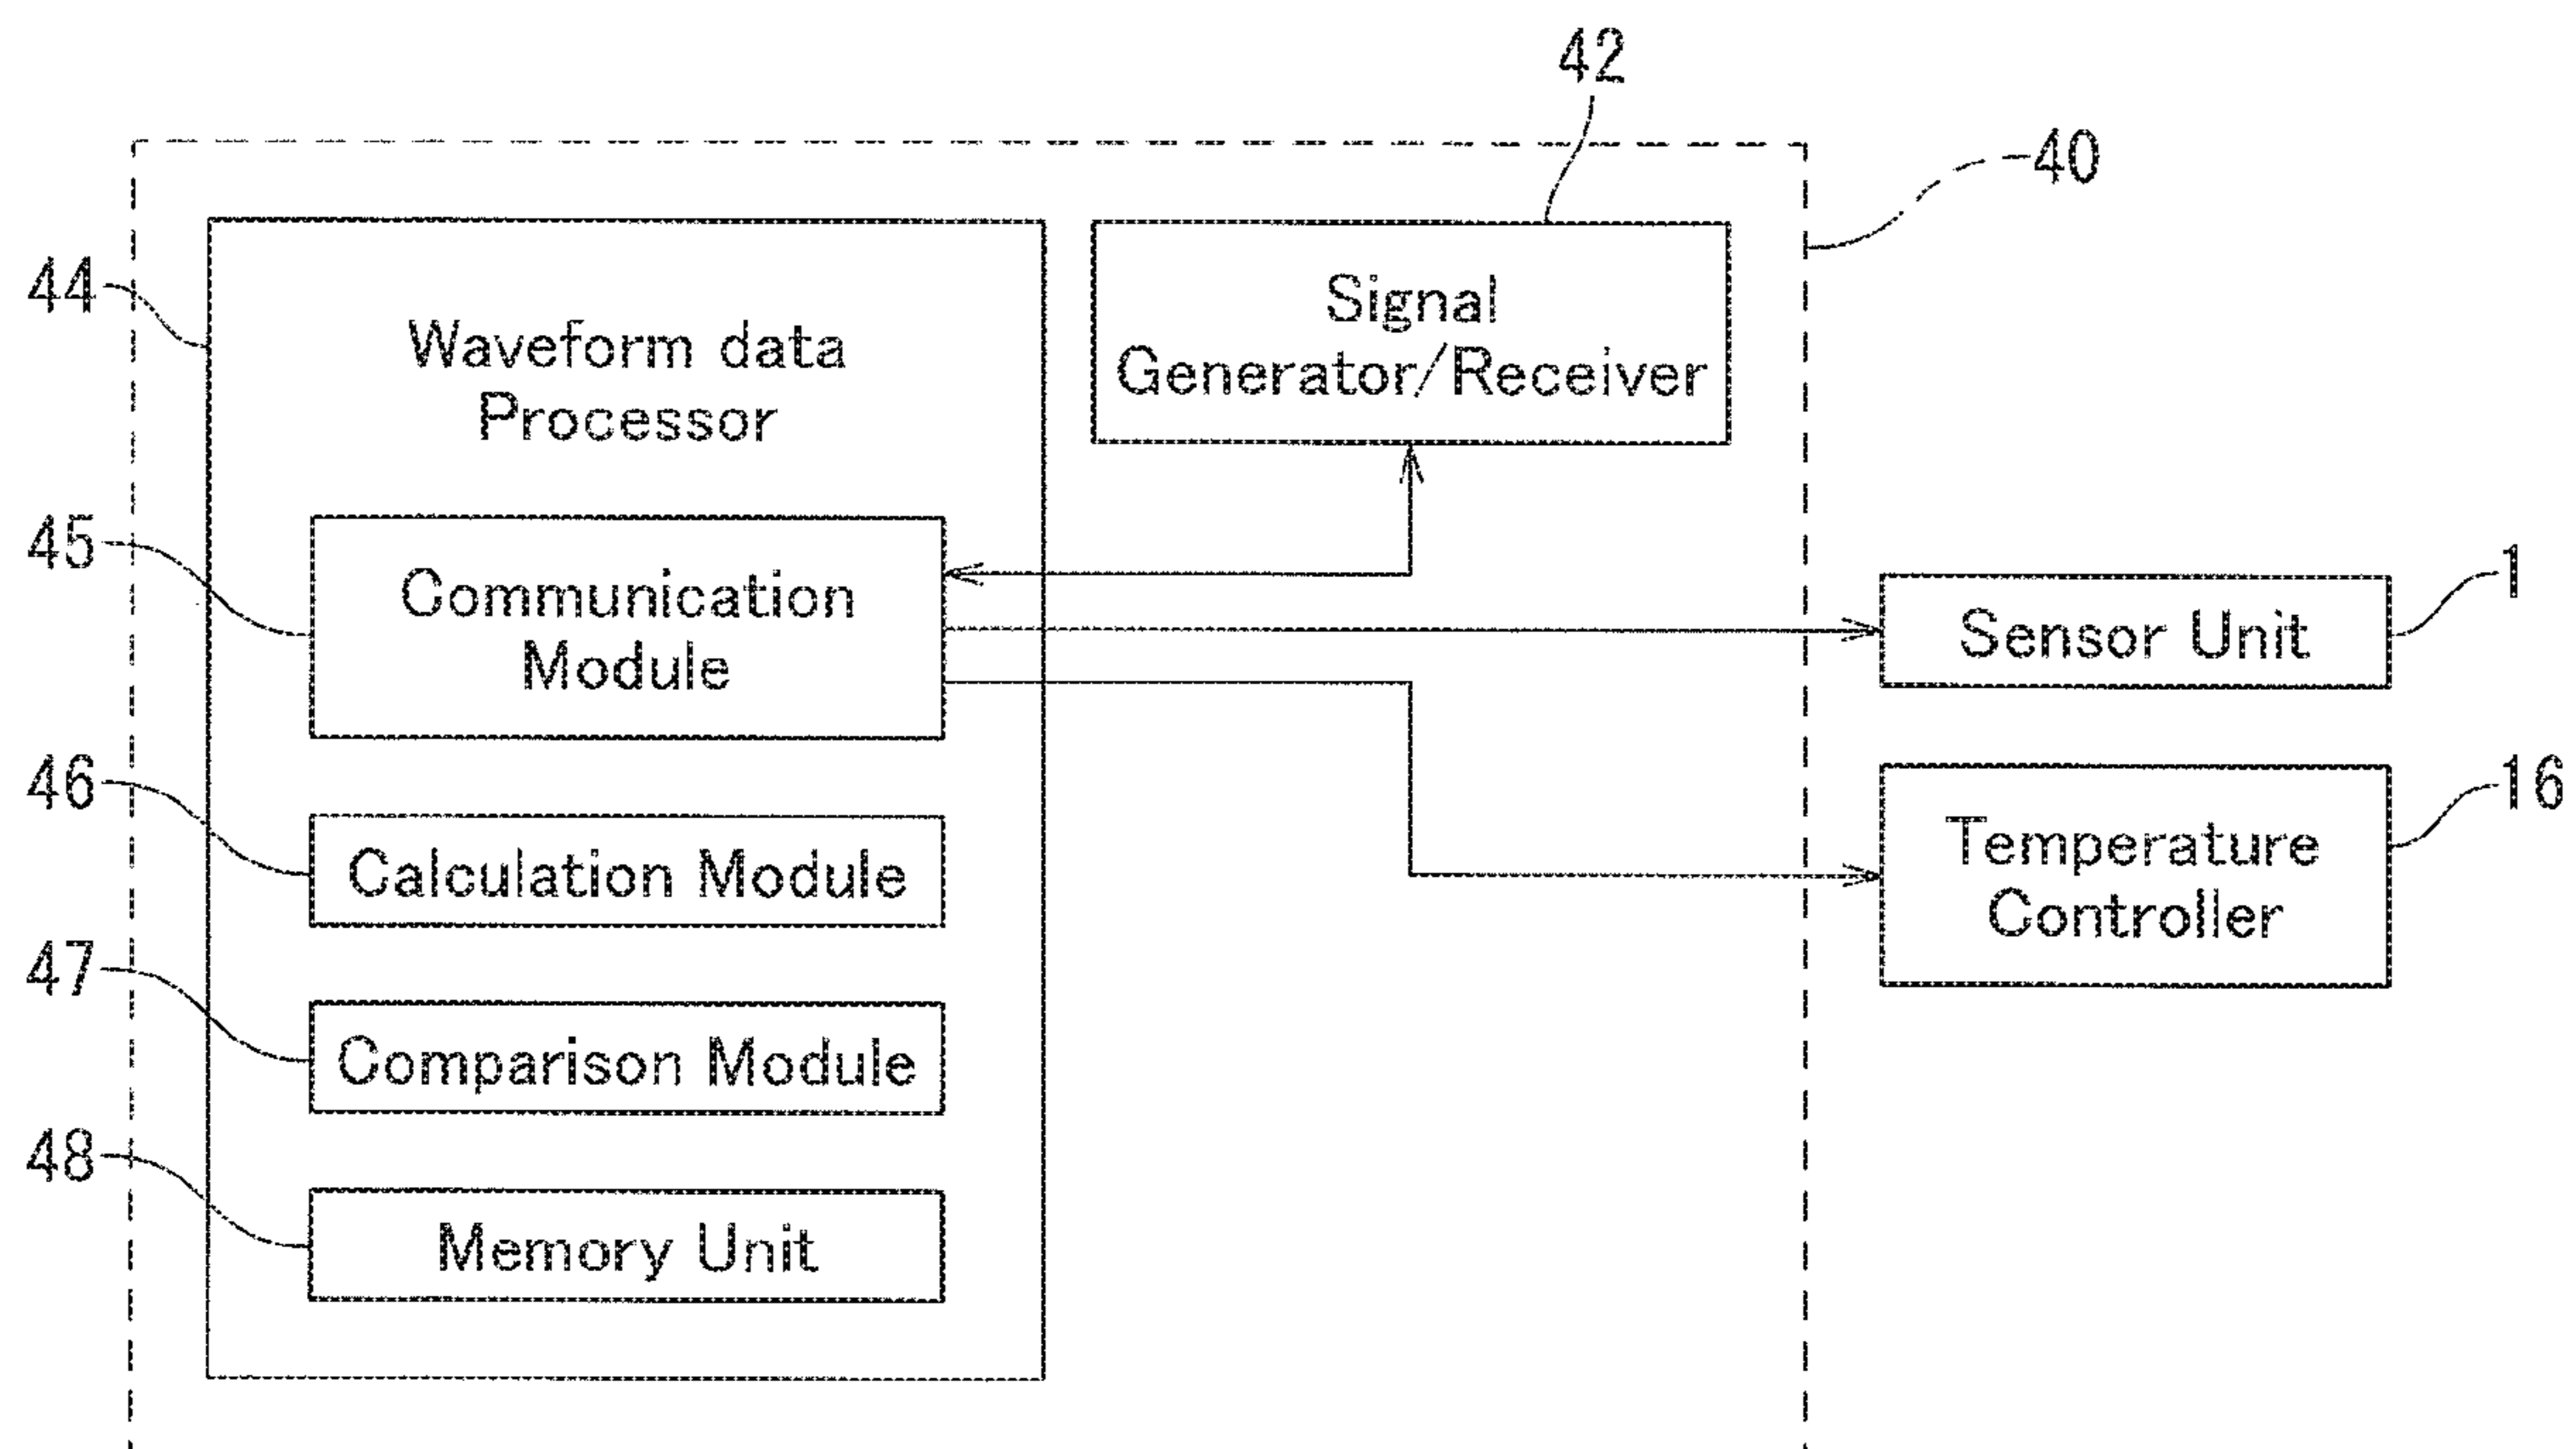 42
40
44
Waveform data
Processor
Signal
Generator/Receiver
45
Communication
Module
1
Sensor Unit
46
Calculation Module
16
Temperature
Controller
47
Comparison Module
48
Memory Unit